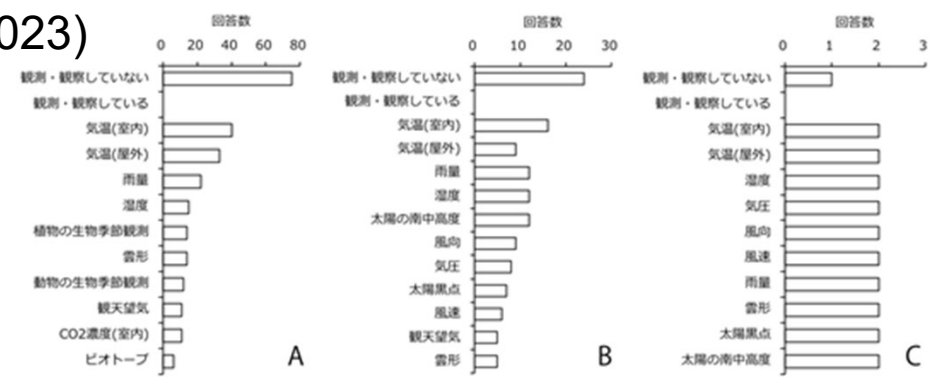 023)
回答数
0 20 40 60 80
観測・観察していない
観測・観察している
気温(室内)
気温(屋外)
雨量
湿度
植物の生物季節観測
雲形
動物の生物季節観測
観天望気
CO2濃度(室内)
ビオトープ
A
回答数
0 10 20 30
観測・観察していない
観測・観察している
気温(室内)
気温(屋外)
雨量
湿度
太陽の南中高度
風向
気圧
太陽黒点
風速
観天望気
雲形
B
回答数
0 1 2 3
観測・観察していない
観測・観察している
気温(室内)
気温(屋外)
湿度
気圧
風向
風速
雨量
雲形
太陽黒点
太陽の南中高度
C